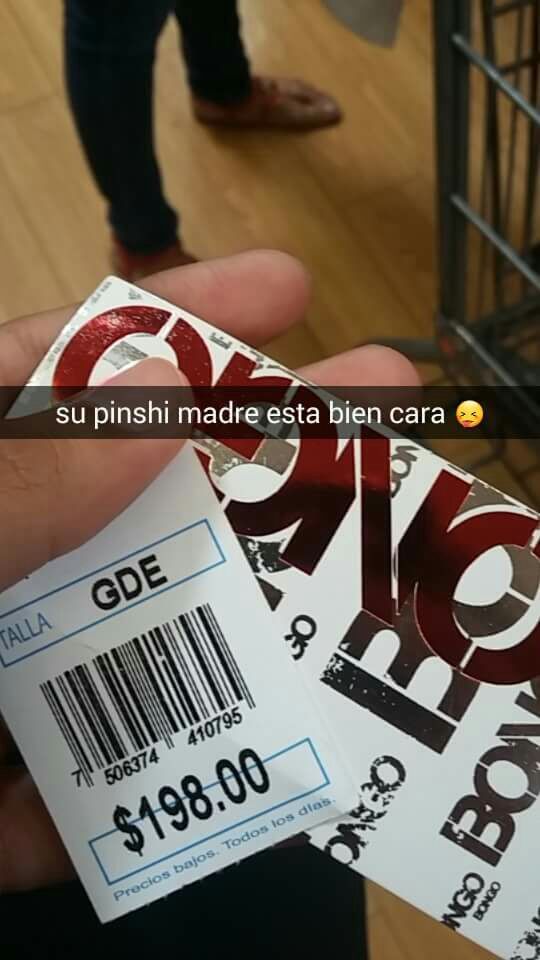 su pinshi madre esta bien cara 😝
TALLA GDE
7 506374 410795
$198.00
Precios bajos. Todos los días.
BONGO
BONGO
BONGO